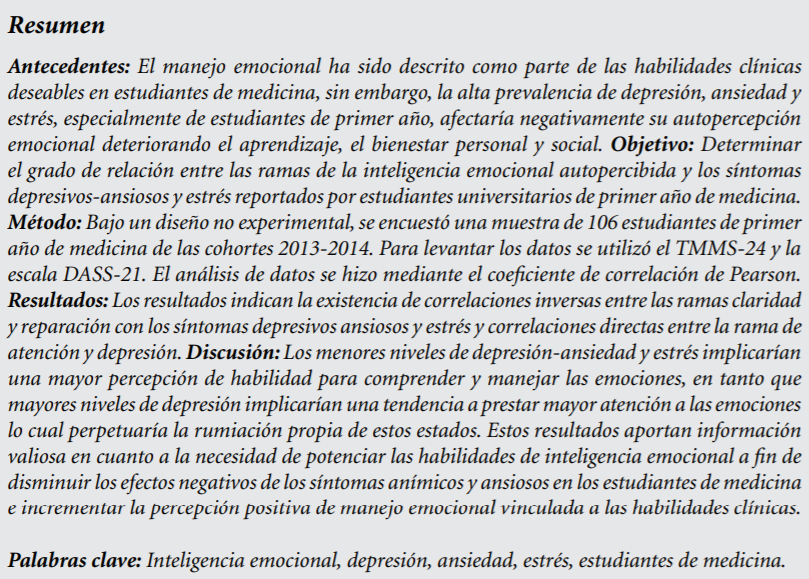 Resumen
Antecedentes: El manejo emocional ha sido descrito como parte de las habilidades clínicas
deseables en estudiantes de medicina, sin embargo, la alta prevalencia de depresión, ansiedad y
estrés, especialmente de estudiantes de primer año, afectaría negativamente su autopercepción
emocional deteriorando el aprendizaje, el bienestar personal y social. Objetivo: Determinar
el grado de relación entre las ramas de la inteligencia emocional autopercibida y los síntomas
depresivos-ansiosos y estrés reportados por estudiantes universitarios de primer año de medicina.
Método: Bajo un diseño no experimental, se encuestó una muestra de 106 estudiantes de primer
año de medicina de las cohortes 2013-2014. Para levantar los datos se utilizó el TMMS-24 y la
escala DASS-21. El análisis de datos se hizo mediante el coeficiente de correlación de Pearson.
Resultados: Los resultados indican la existencia de correlaciones inversas entre las ramas claridad
y reparación con los síntomas depresivos ansiosos y estrés y correlaciones directas entre la rama de
atención y depresión. Discusión: Los menores niveles de depresión-ansiedad y estrés implicarían
una mayor percepción de habilidad para comprender y manejar las emociones, en tanto que
mayores niveles de depresión implicarían una tendencia a prestar mayor atención a las emociones
lo cual perpetuaría la rumiación propia de estos estados. Estos resultados aportan información
valiosa en cuanto a la necesidad de potenciar las habilidades de inteligencia emocional a fin de
disminuir los efectos negativos de los síntomas anímicos y ansiosos en los estudiantes de medicina
e incrementar la percepción positiva de manejo emocional vinculada a las habilidades clínicas.
Palabras clave: Inteligencia emocional, depresión, ansiedad, estrés, estudiantes de medicina.